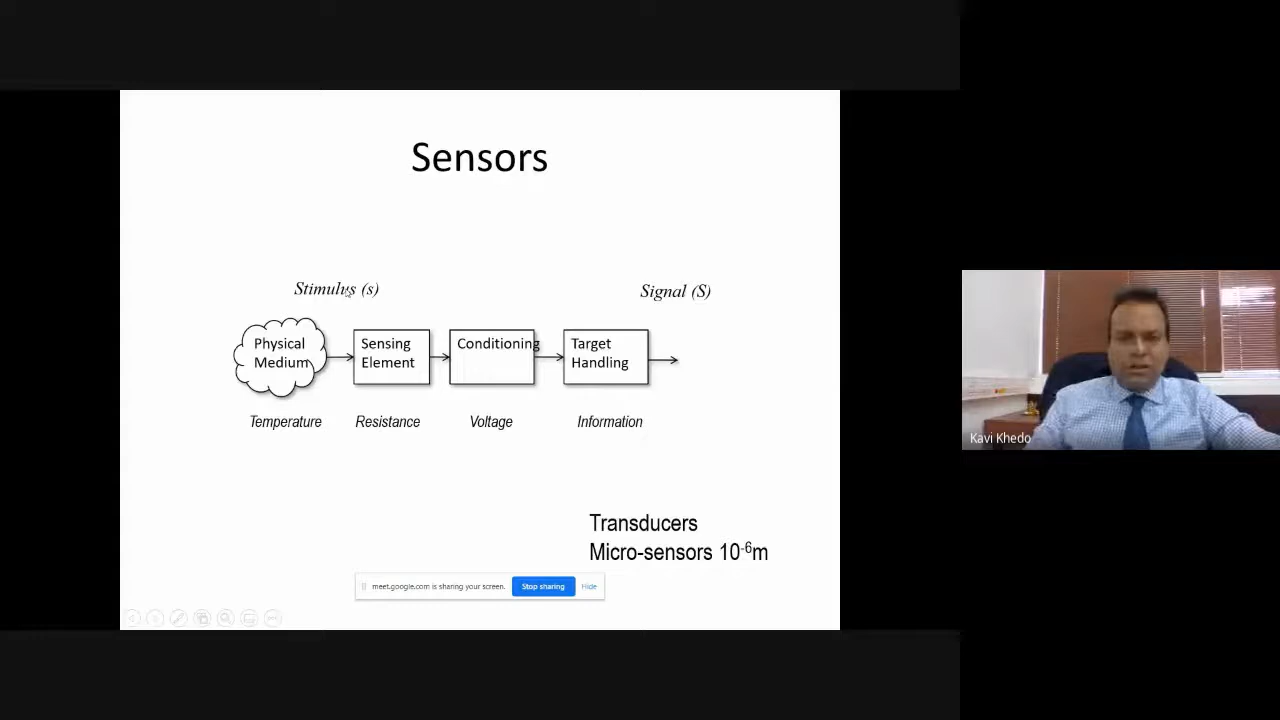 Sensors
Stimulus (s)
Signal (S)
Physical
Medium
Sensing
Element
Conditioning
Target
Handling
Temperature
Resistance
Voltage
Information
Transducers
Micro-sensors 10⁻⁶m
meet.google.com is sharing your screen.
Stop sharing
Hide
Kavi Khedo